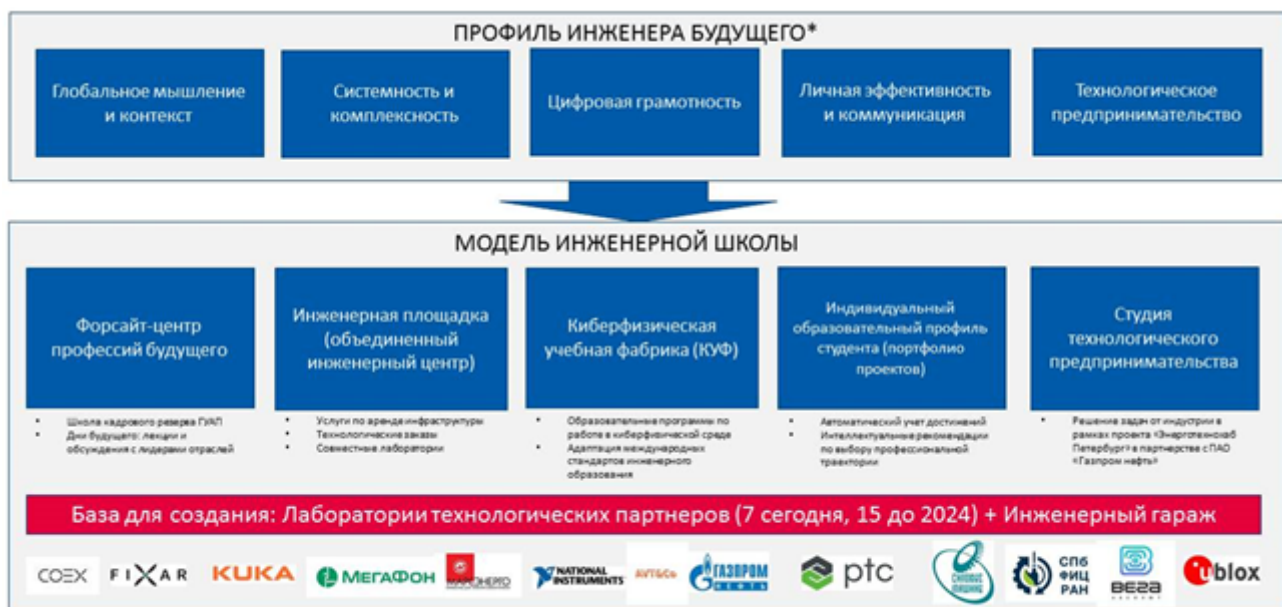 ПРОФИЛЬ ИНЖЕНЕРА БУДУЩЕГО*
Глобальное мышление
и контекст
Системность и
комплексность
Цифровая грамотность
Личная эффективность
и коммуникация
Технологическое
предпринимательство
МОДЕЛЬ ИНЖЕНЕРНОЙ ШКОЛЫ
Форсайт-центр
профессий будущего
Инженерная площадка
(объединенный
инженерный центр)
Киберфизическая
учебная фабрика (КУФ)
Индивидуальный
образовательный профиль
студента (портфолио
проектов)
Студия
технологического
предпринимательства
• Школа кадрового резерва ГУАП
• Дни будущего: лекции и
обсуждения с лидерами отраслей
• Услуги по аренде инфраструктуры
• Технологические заказы
• Совместные лаборатории
• Образовательные программы по
работе в киберфизической среде
• Адаптация международных
стандартов инженерного
образования
• Автоматический учет достижений
• Интеллектуальные рекомендации
по выбору профессиональной
траектории
• Решение задач от индустрии в
рамках проекта «Энерготехнохаб
Петербург» в партнерстве с ПАО
«Газпром нефть»
База для создания: Лаборатории технологических партнеров (7 сегодня, 15 до 2024) + Инженерный гараж
COEX
FIXAR
KUKA
МЕГАФОН
NATIONAL
INSTRUMENTS
AVT&Co
ГАЗПРОМ
НЕФТЬ
ptc
СИЛОВЫЕ
МАШИНЫ
СПб
ФИЦ
РАН
ВЕГА
ublox